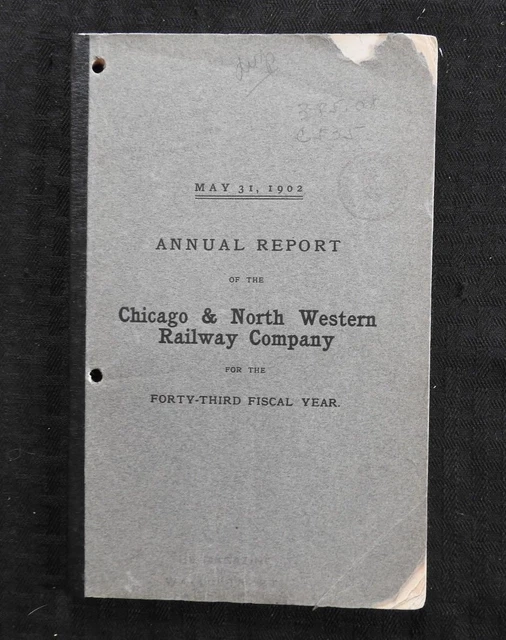 MAY 31, 1902
ANNUAL REPORT
OF THE
Chicago & North Western
Railway Company
FOR THE
FORTY-THIRD FISCAL YEAR.